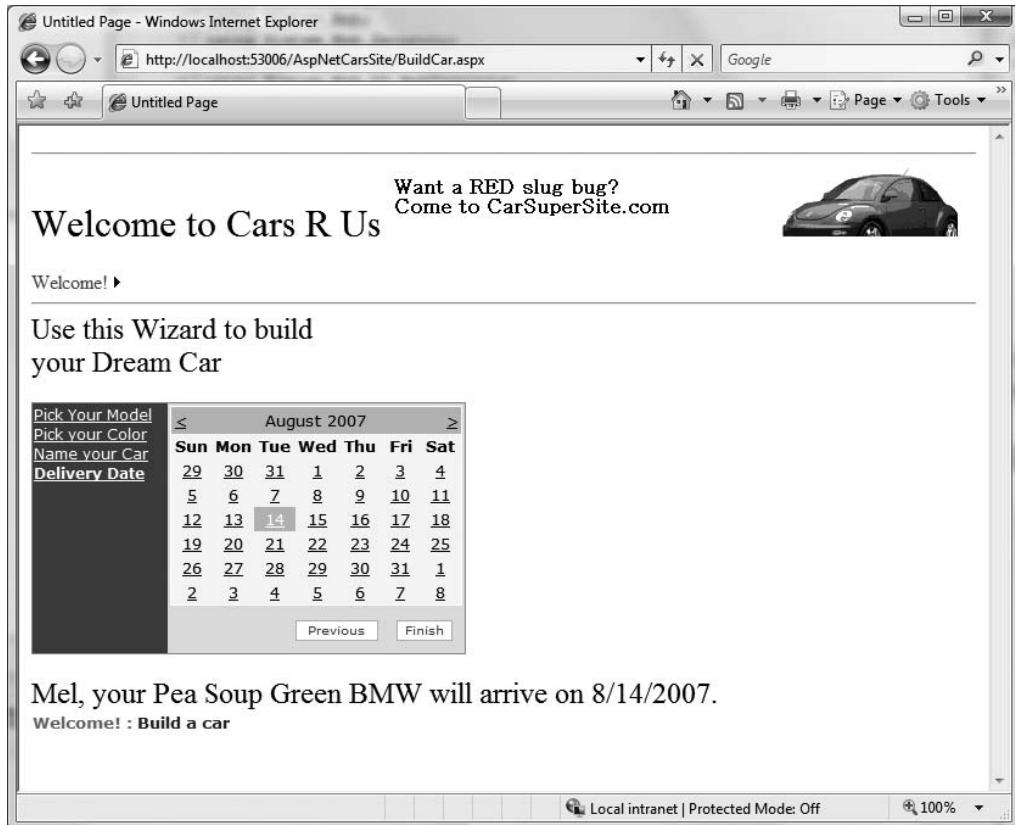 Untitled Page - Windows Internet Explorer
http://localhost:53006/AspNetCarsSite/BuildCar.aspx
Google
Untitled Page
Page
Tools
Want a RED slug bug?
Come to CarSuperSite.com
Welcome to Cars R Us
Welcome!
Use this Wizard to build
your Dream Car
Pick Your Model
Pick your Color
Name your Car
Delivery Date
< August 2007 >
Sun Mon Tue Wed Thu Fri Sat
29 30 31 1 2 3 4
5 6 7 8 9 10 11
12 13 14 15 16 17 18
19 20 21 22 23 24 25
26 27 28 29 30 31 1
2 3 4 5 6 7 8
Previous Finish
Mel, your Pea Soup Green BMW will arrive on 8/14/2007.
Welcome! : Build a car
Local intranet | Protected Mode: Off
100%